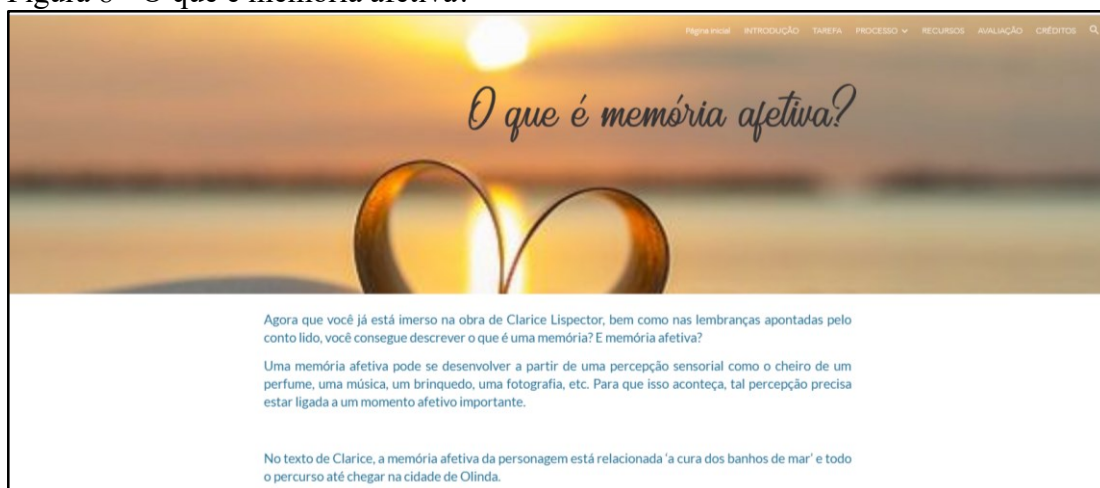 Figura 8 - O que é memória afetiva?
Página inicial INTRODUÇÃO TAREFA PROCESSO RECURSOS AVALIAÇÃO CRÉDITOS
O que é memória afetiva?
Agora que você já está imerso na obra de Clarice Lispector, bem como nas lembranças apontadas pelo
conto lido, você consegue descrever o que é uma memória? E memória afetiva?
Uma memória afetiva pode se desenvolver a partir de uma percepção sensorial como o cheiro de um
perfume, uma música, um brinquedo, uma fotografia, etc. Para que isso aconteça, tal percepção precisa
estar ligada a um momento afetivo importante.
No texto de Clarice, a memória afetiva da personagem está relacionada 'a cura dos banhos de mar' e todo
o percurso até chegar na cidade de Olinda.